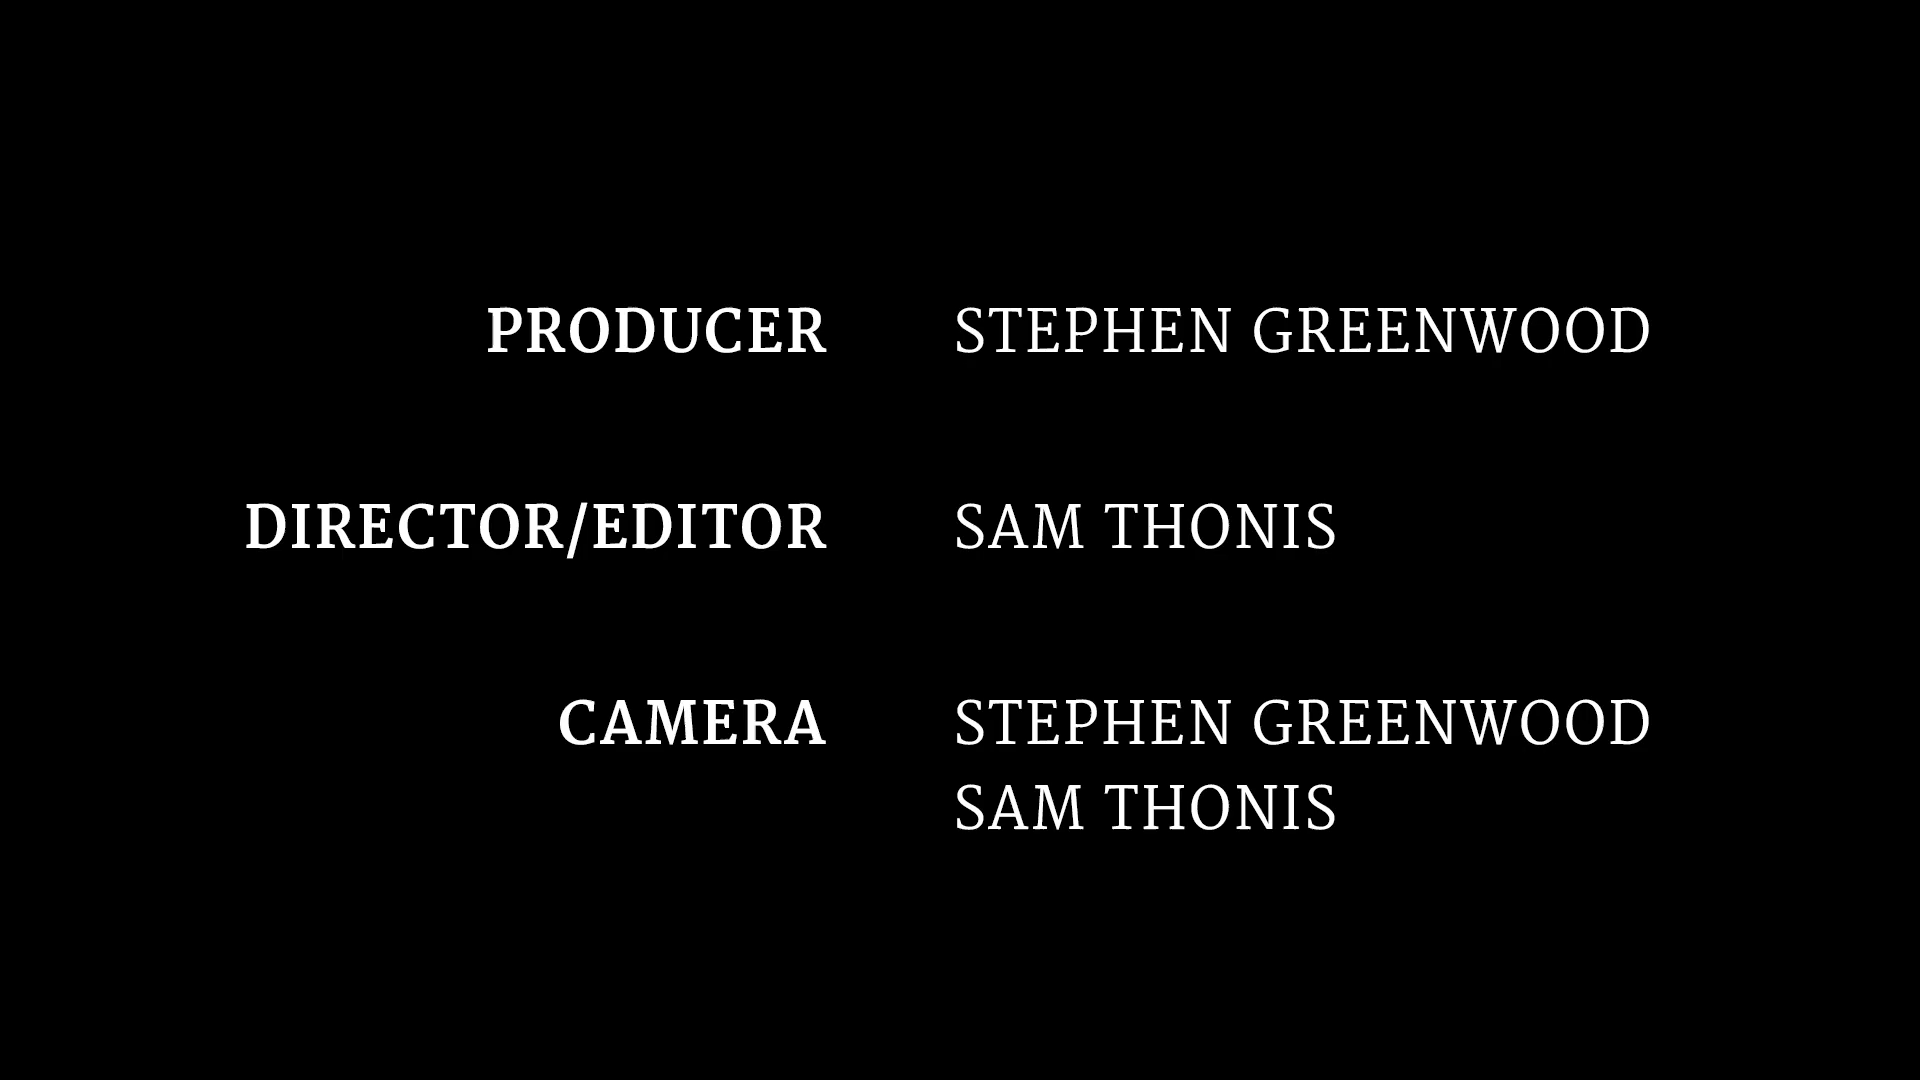 PRODUCER STEPHEN GREENWOOD
DIRECTOR/EDITOR SAM THONIS
CAMERA STEPHEN GREENWOOD
SAM THONIS